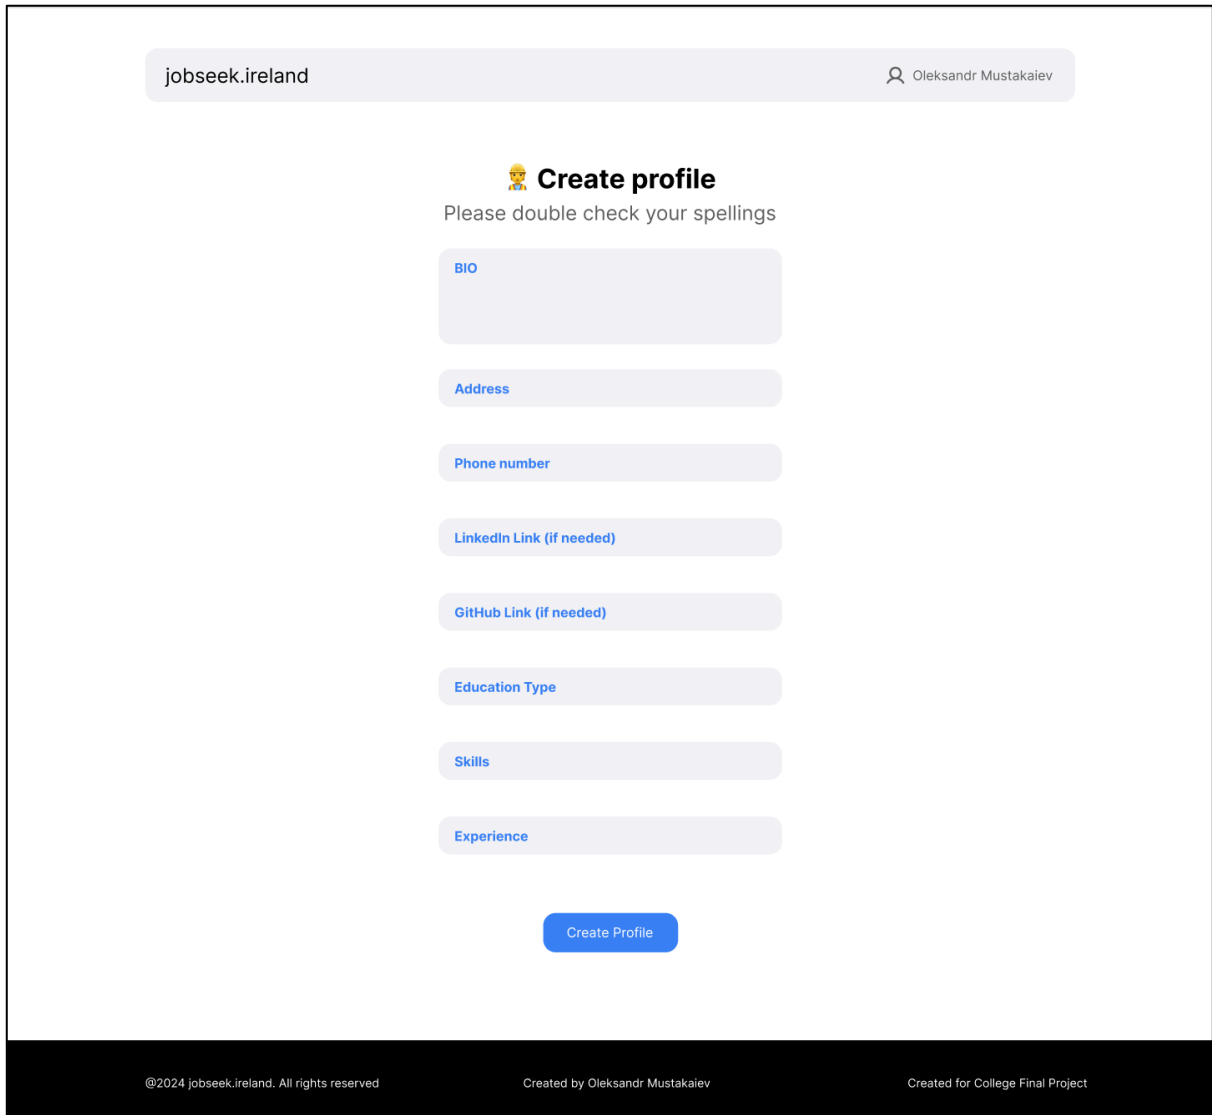 jobseek.ireland
Oleksandr Mustakaiev
Create profile
Please double check your spellings
BIO
Address
Phone number
LinkedIn Link (if needed)
GitHub Link (if needed)
Education Type
Skills
Experience
Create Profile
@2024 jobseek.ireland. All rights reserved
Created by Oleksandr Mustakaiev
Created for College Final Project